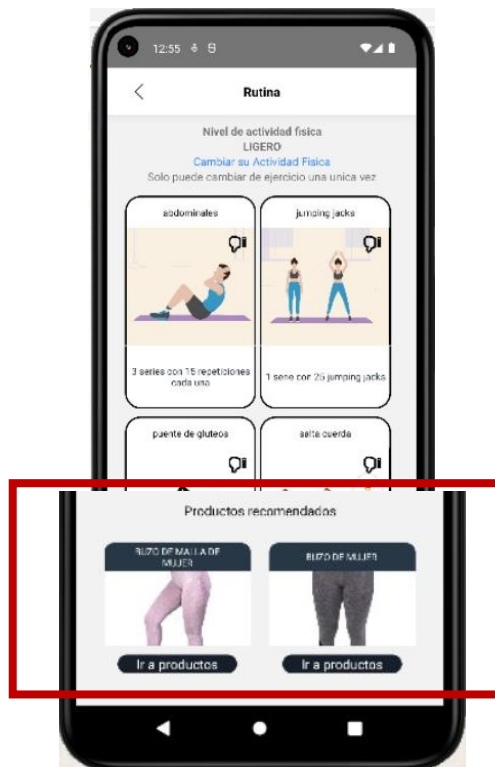 12:55
Rutina
Nivel de actividad fisica
LIGERO
Cambiar su Actividad Fisica
Solo puede cambiar de ejercicio una unica vez
abdominales
jumping jacks
3 series con 15 repeticiones
cada una
1 serie con 25 jumping jacks
puente de gluteos
salta cuerda
Productos recomendados
BUZO DE MALLA DE
MUJER
BUZO DE MUJER
Ir a productos
Ir a productos